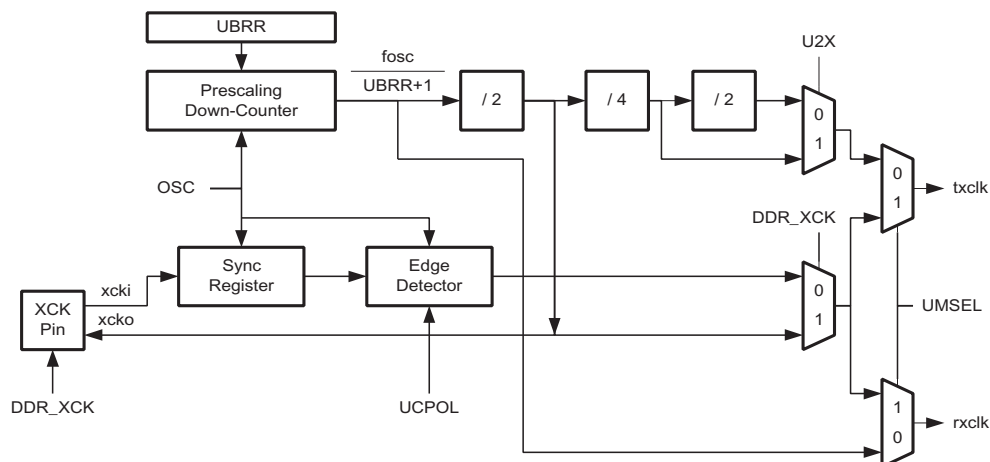 UBRR
fosc
U2X
Prescaling
Down-Counter
UBRR+1
/ 2
/ 4
/ 2
0
1
OSC
0
1
txclk
DDR_XCK
Sync
Register
Edge
Detector
xcki
0
1
UMSEL
XCK
Pin
xcko
DDR_XCK
UCPOL
1
0
rxclk